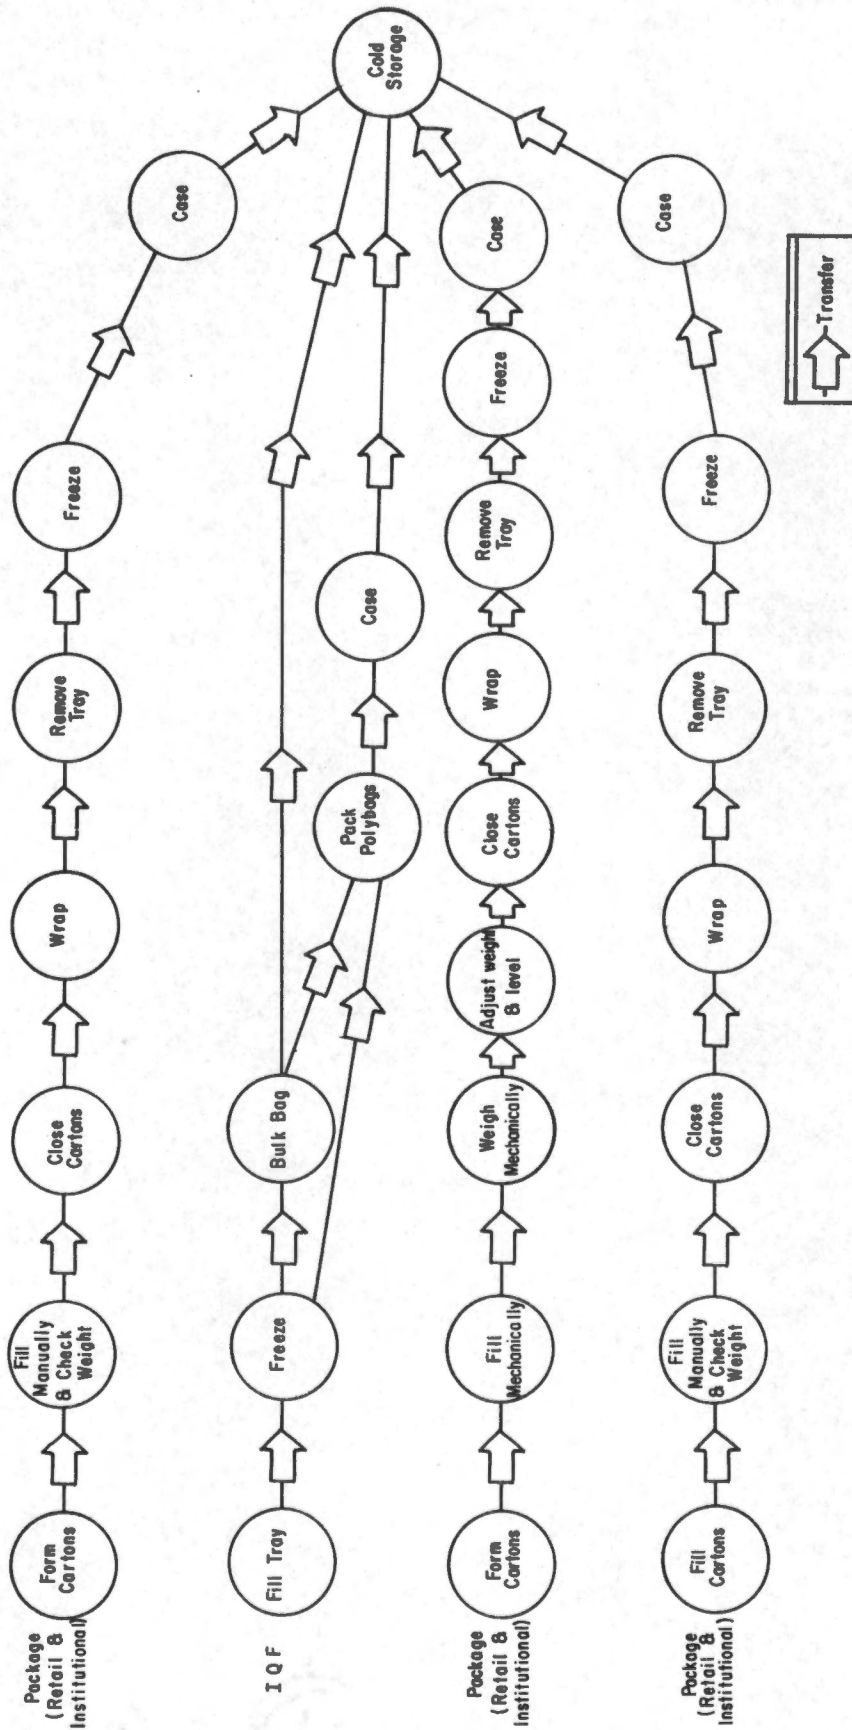 Package
(Retail &
Institutional)
Form
Cartons
Fill
Manually
& Check
Weight
Close
Cartons
Wrap
Remove
Tray
Freeze
Case
Cold
Storage
I Q F
Fill Tray
Freeze
Bulk Bag
Pack
Polybags
Case
Package
(Retail &
Institutional)
Form
Cartons
Fill
Mechanically
Weigh
Mechanically
Adjust weight
& level
Close
Cartons
Wrap
Remove
Tray
Freeze
Case
Package
(Retail &
Institutional)
Fill
Cartons
Fill
Manually
& Check
Weight
Close
Cartons
Wrap
Remove
Tray
Freeze
Case
Transfer